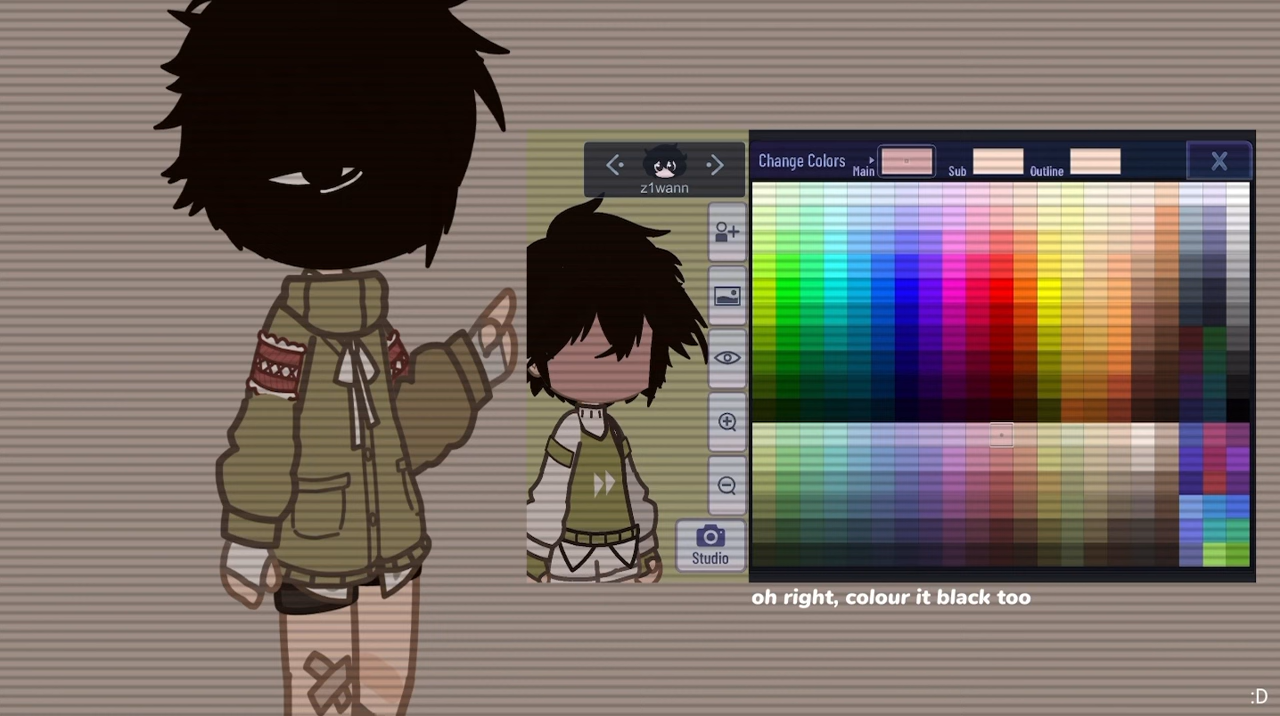 Change Colors
Main
Sub
Outline
X
z1wann
Studio
oh right, colour it black too
:D